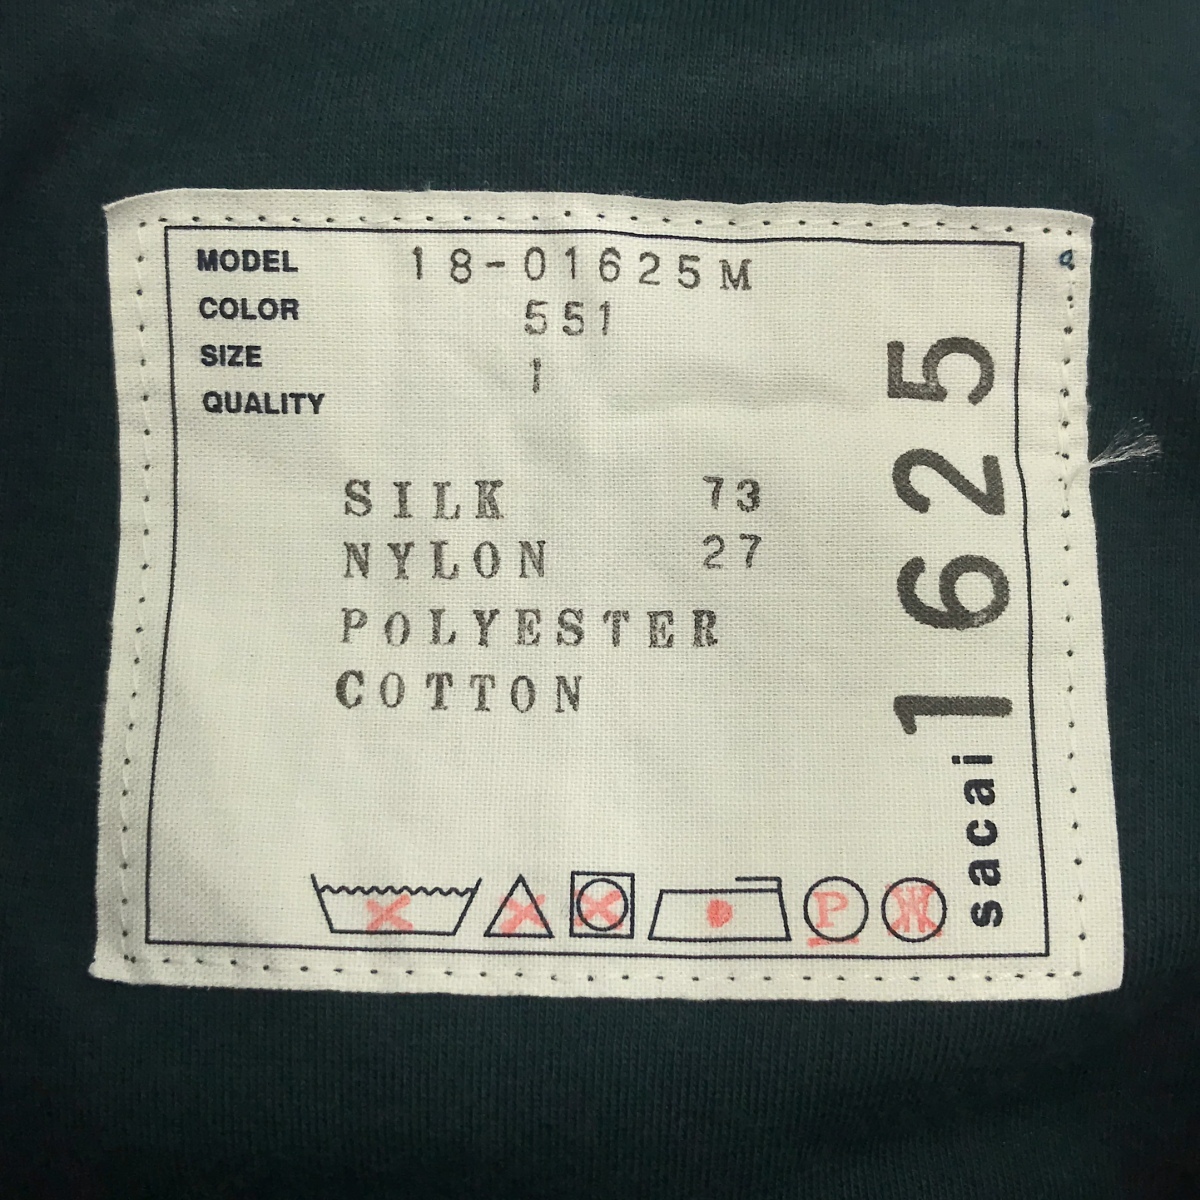 MODEL 18-01625M
COLOR 551
SIZE 1
QUALITY
SILK 73
NYLON 27
POLYESTER
COTTON
P
W
sacai 1625